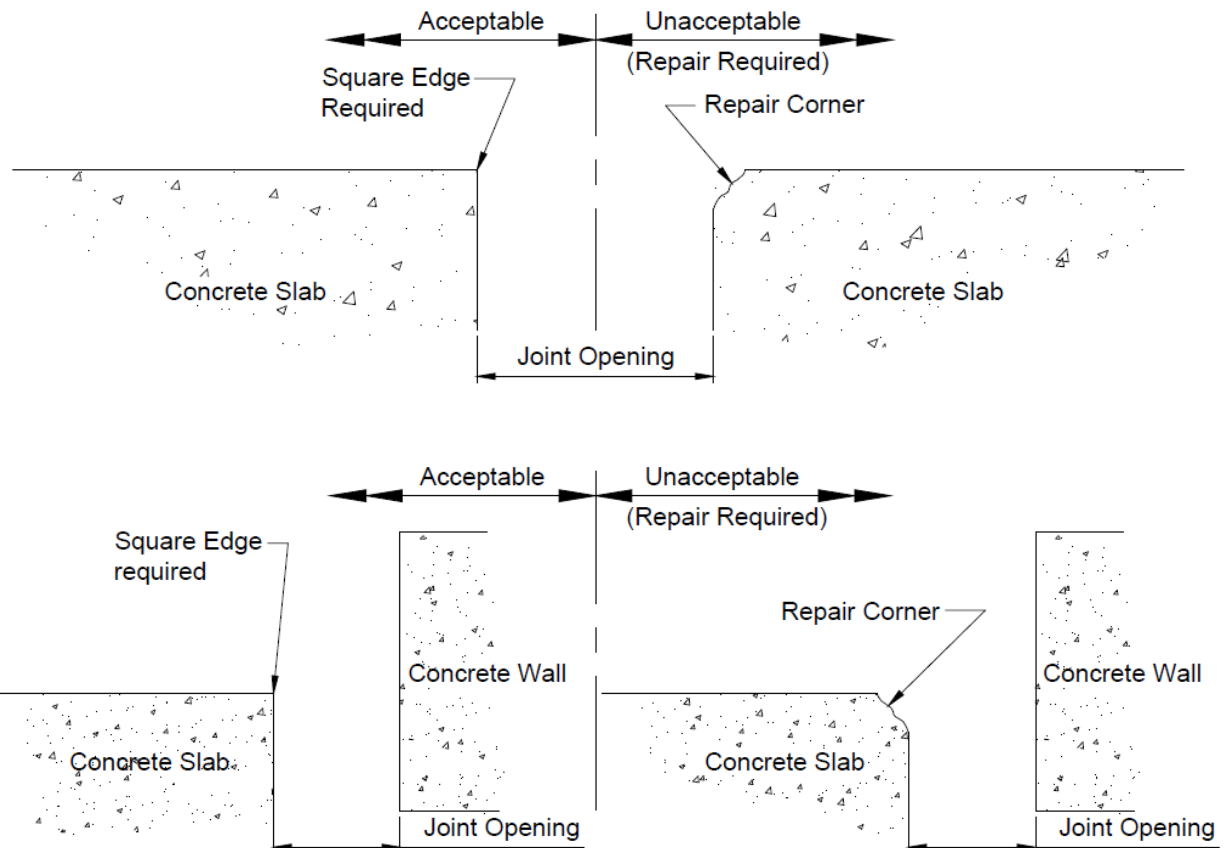 Acceptable
Unacceptable
(Repair Required)
Square Edge
Required
Repair Corner
Concrete Slab
Concrete Slab
Joint Opening
Acceptable
Unacceptable
(Repair Required)
Square Edge
required
Repair Corner
Concrete Wall
Concrete Wall
Concrete Slab
Concrete Slab
Joint Opening
Joint Opening